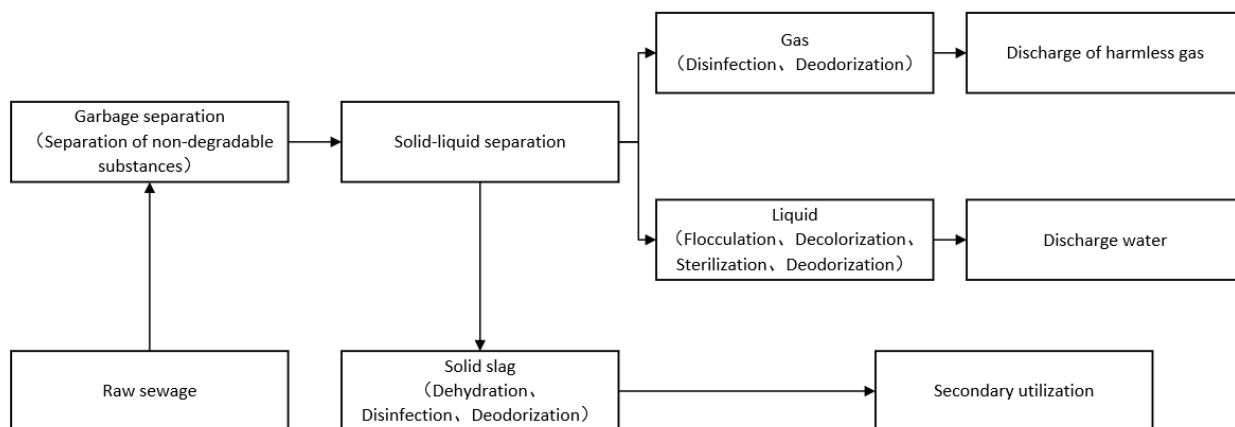 Gas
（Disinfection、Deodorization）
Discharge of harmless gas
Garbage separation
（Separation of non-degradable
substances）
Solid-liquid separation
Liquid
（Flocculation、Decolorization、
Sterilization、Deodorization）
Discharge water
Raw sewage
Solid slag
（Dehydration、
Disinfection、Deodorization）
Secondary utilization